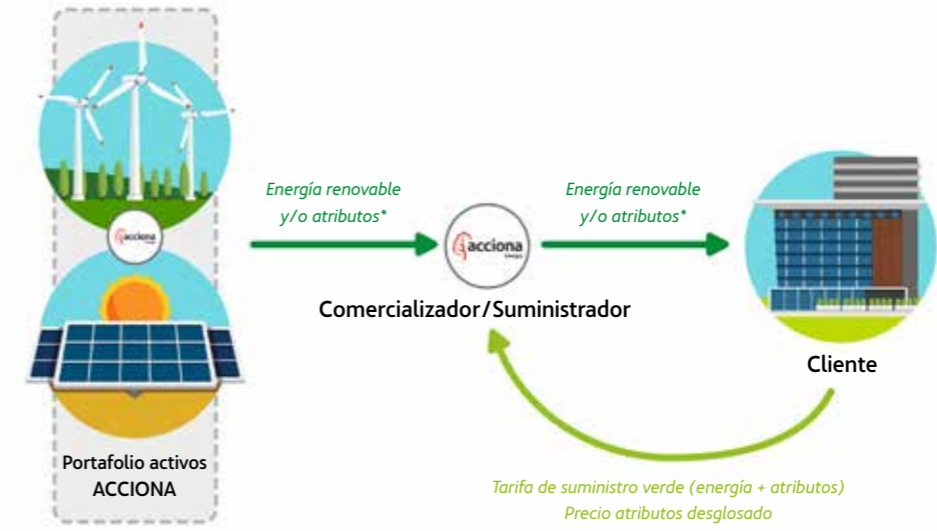 Energía renovable
y/o atributos*
Energía renovable
y/o atributos*
acciona
acciona
Comercializador/Suministrador
Cliente
Portafolio activos
ACCIONA
Tarifa de suministro verde (energía + atributos)
Precio atributos desglosado